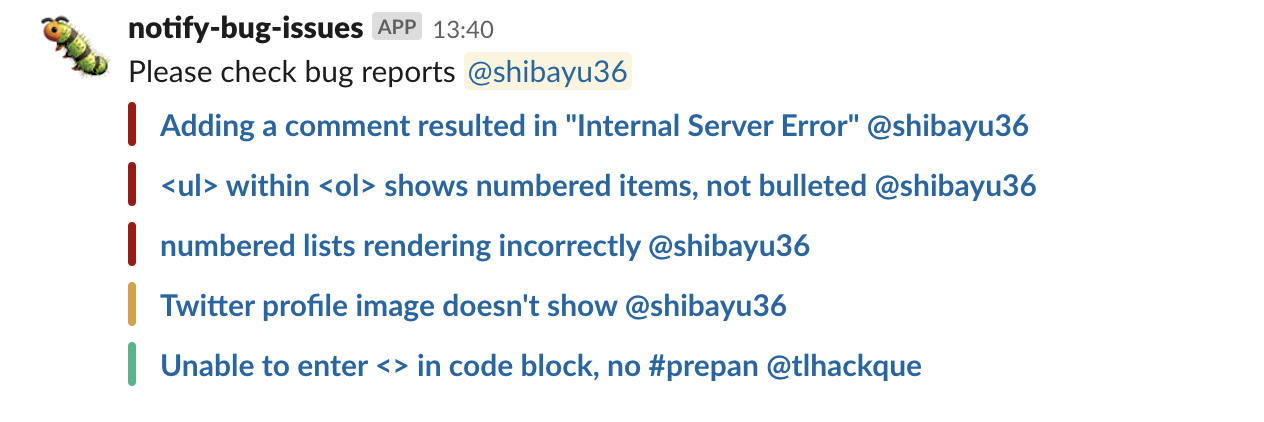 notify-bug-issues APP 13:40
Please check bug reports @shibayu36
Adding a comment resulted in "Internal Server Error" @shibayu36
<ul> within <ol> shows numbered items, not bulleted @shibayu36
numbered lists rendering incorrectly @shibayu36
Twitter profile image doesn't show @shibayu36
Unable to enter <> in code block, no #prepan @tlhackque